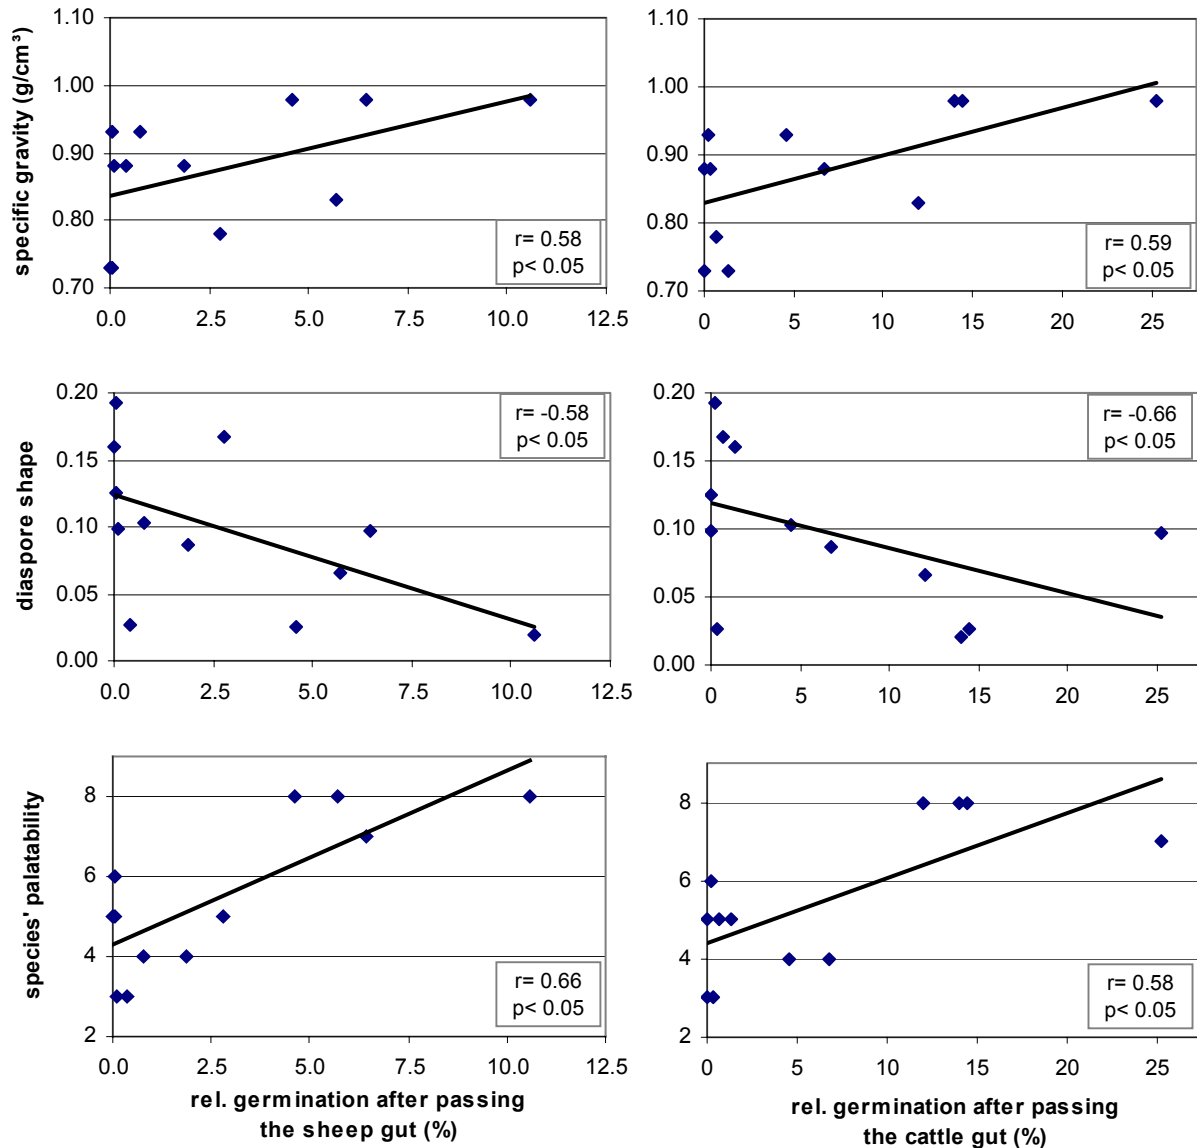 specific gravity (g/cm³)
1.10
1.00
0.90
0.80
0.70
0.0 2.5 5.0 7.5 10.0 12.5
r= 0.58
p< 0.05
1.10
1.00
0.90
0.80
0.70
0 5 10 15 20 25
r= 0.59
p< 0.05
diaspore shape
0.20
0.15
0.10
0.05
0.00
0.0 2.5 5.0 7.5 10.0 12.5
r= -0.58
p< 0.05
0.20
0.15
0.10
0.05
0.00
0 5 10 15 20 25
r= -0.66
p< 0.05
species' palatability
8
6
4
2
0.0 2.5 5.0 7.5 10.0 12.5
r= 0.66
p< 0.05
rel. germination after passing
the sheep gut (%)
8
6
4
2
0 5 10 15 20 25
r= 0.58
p< 0.05
rel. germination after passing
the cattle gut (%)